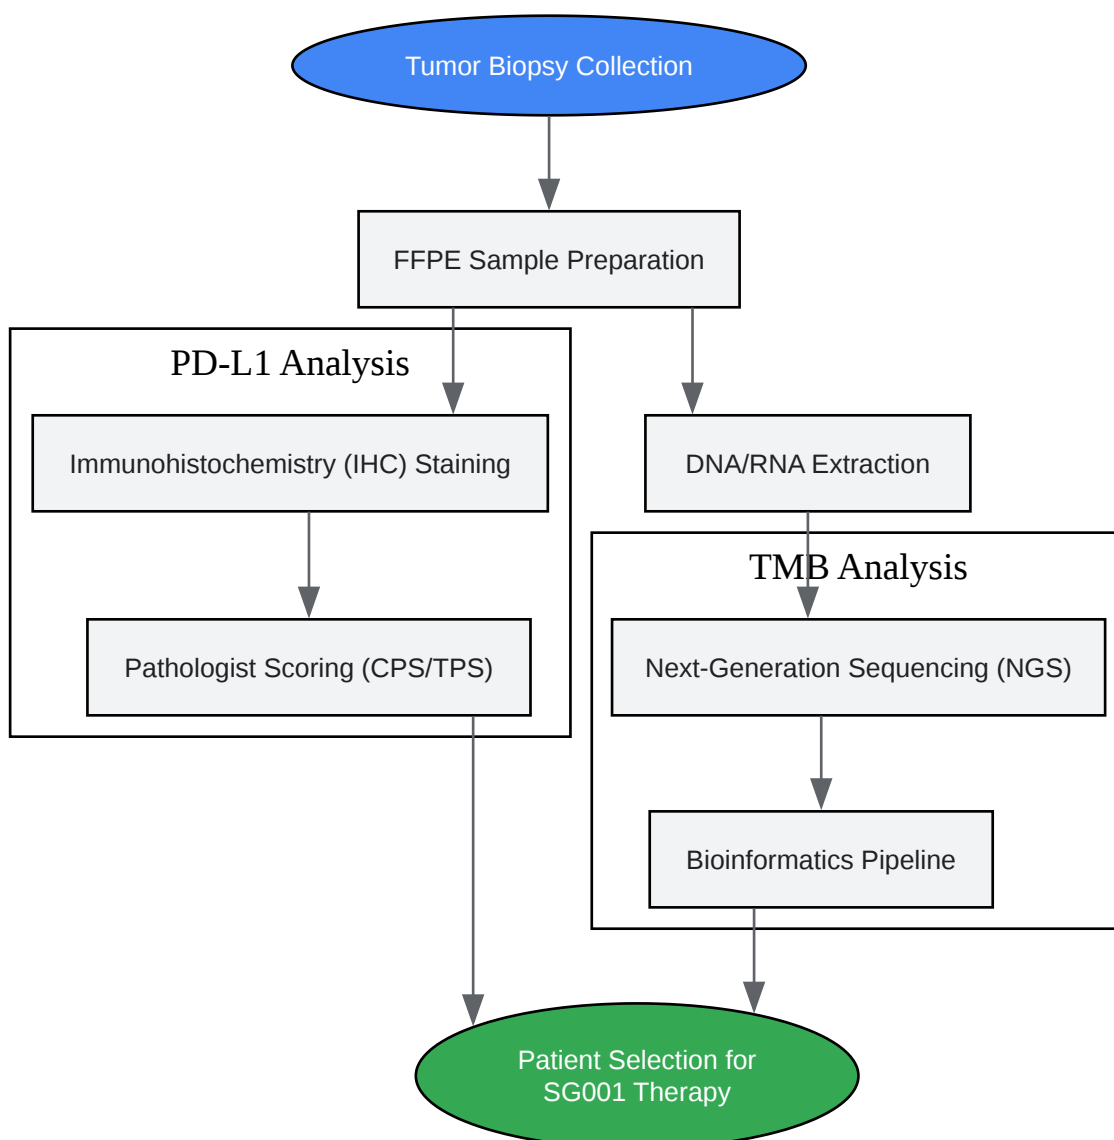 Tumor Biopsy Collection
FFPE Sample Preparation
PD-L1 Analysis
Immunohistochemistry (IHC) Staining
Pathologist Scoring (CPS/TPS)
DNA/RNA Extraction
TMB Analysis
Next-Generation Sequencing (NGS)
Bioinformatics Pipeline
Patient Selection for
SG001 Therapy